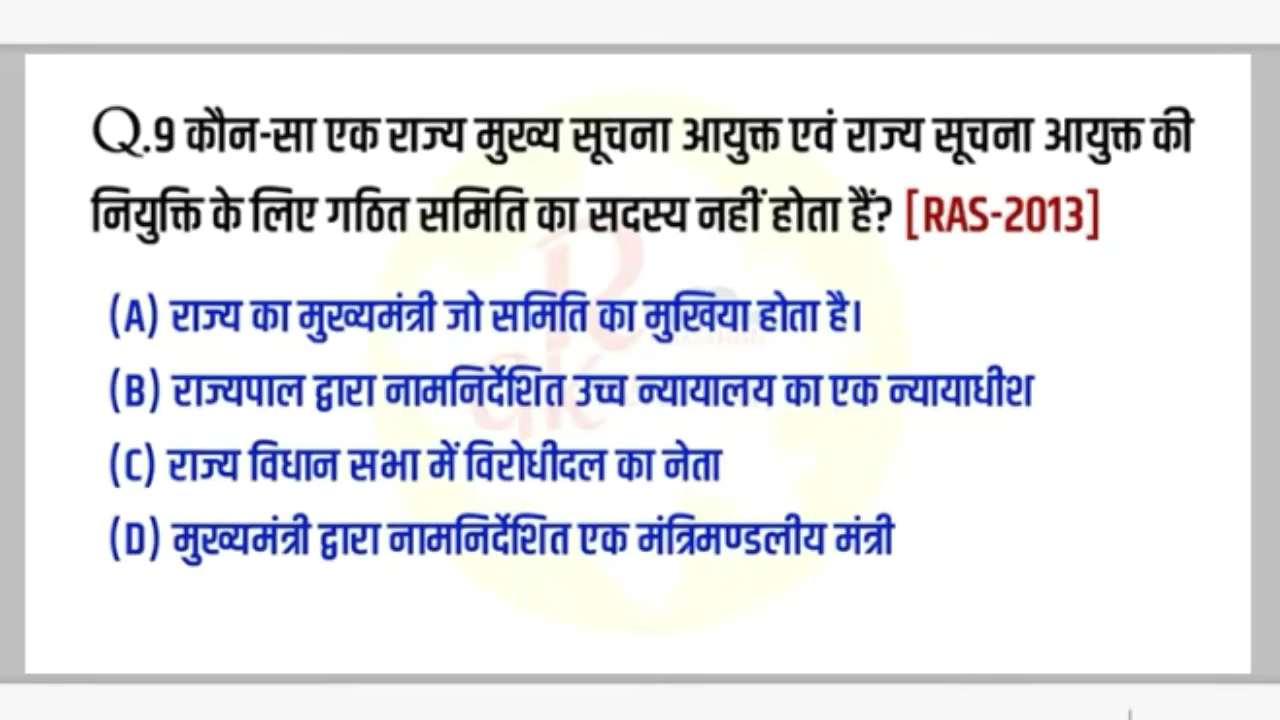 Q.9 कौन-सा एक राज्य मुख्य सूचना आयुक्त एवं राज्य सूचना आयुक्त की
नियुक्ति के लिए गठित समिति का सदस्य नहीं होता हैं? [RAS-2013]
(A) राज्य का मुख्यमंत्री जो समिति का मुखिया होता है।
(B) राज्यपाल द्वारा नामनिर्देशित उच्च न्यायालय का एक न्यायाधीश
(C) राज्य विधान सभा में विरोधीदल का नेता
(D) मुख्यमंत्री द्वारा नामनिर्देशित एक मंत्रिमण्डलीय मंत्री